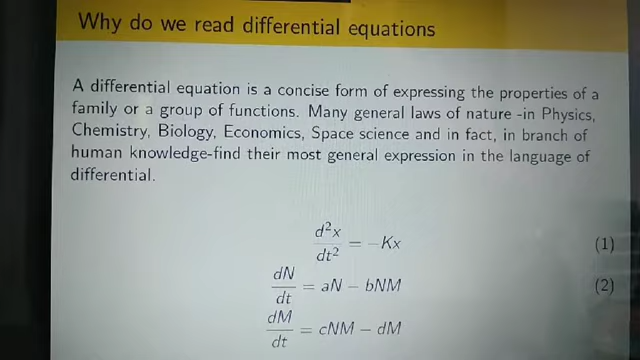 Why do we read differential equations
A differential equation is a concise form of expressing the properties of a
family or a group of functions. Many general laws of nature -in Physics,
Chemistry, Biology, Economics, Space science and in fact, in branch of
human knowledge-find their most general expression in the language of
differential.
d²x/dt² = -Kx (1)
dN/dt = aN - bNM (2)
dM/dt = cNM - dM